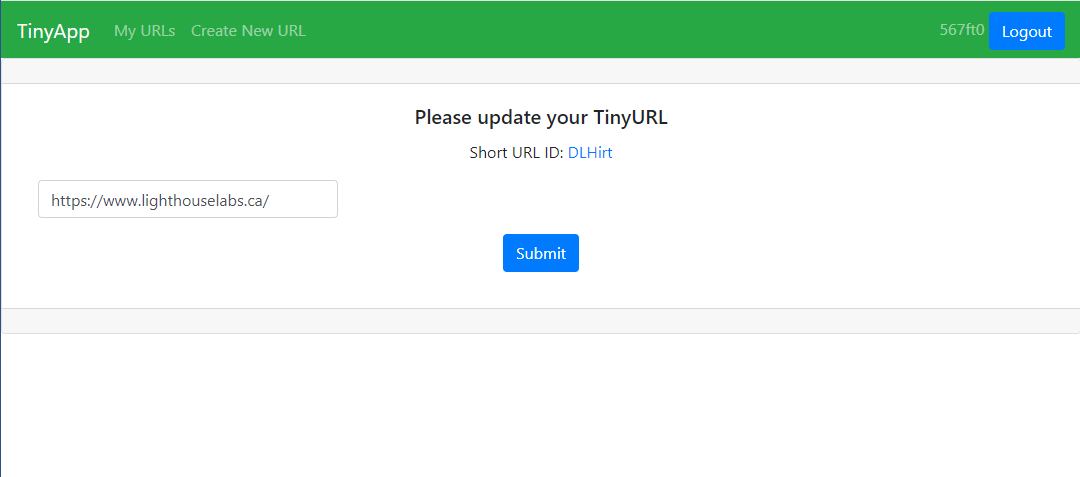 TinyApp My URLs Create New URL 567ft0 Logout
Please update your TinyURL
Short URL ID: DLHirt
https://www.lighthouselabs.ca/
Submit